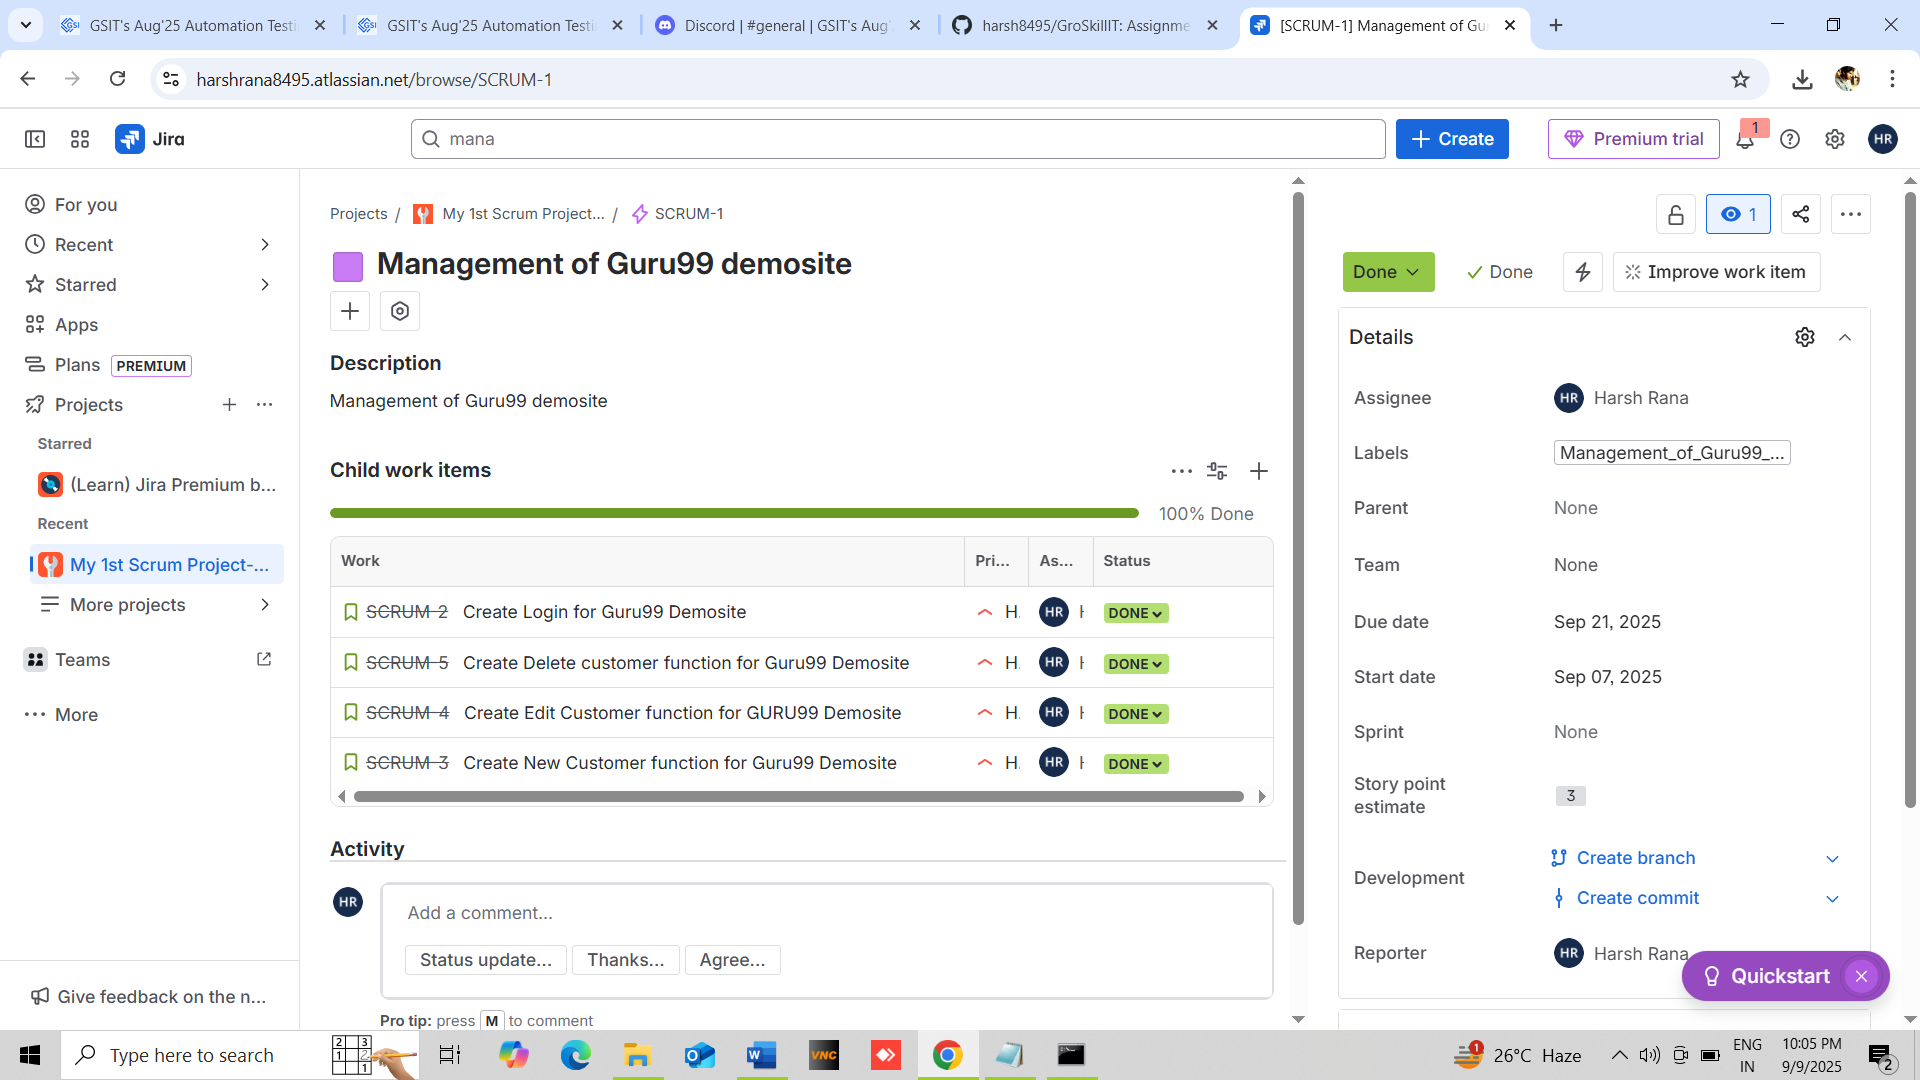 GSIT's Aug'25 Automation Testi
GSIT's Aug'25 Automation Testi
Discord | #general | GSIT's Aug'
harsh8495/GroSkillIT: Assignme
[SCRUM-1] Management of Gu
harshrana8495.atlassian.net/browse/SCRUM-1
Jira
mana
Create
Premium trial
1
HR
For you
Recent
Starred
Apps
Plans PREMIUM
Projects
Starred
(Learn) Jira Premium b...
Recent
My 1st Scrum Project-...
More projects
Teams
More
Give feedback on the n...
Projects / My 1st Scrum Project... / SCRUM-1
Management of Guru99 demosite
Description
Management of Guru99 demosite
Child work items
100% Done
Work Pri... As... Status
SCRUM-2 Create Login for Guru99 Demosite H. HR DONE
SCRUM-5 Create Delete customer function for Guru99 Demosite H. HR DONE
SCRUM-4 Create Edit Customer function for GURU99 Demosite H. HR DONE
SCRUM-3 Create New Customer function for Guru99 Demosite H. HR DONE
Activity
HR
Add a comment...
Status update... Thanks... Agree...
Pro tip: press M to comment
1
Done
Done
Improve work item
Details
Assignee HR Harsh Rana
Labels Management_of_Guru99_...
Parent None
Team None
Due date Sep 21, 2025
Start date Sep 07, 2025
Sprint None
Story point
estimate
3
Development
Create branch
Create commit
Reporter HR Harsh Rana
Quickstart
Type here to search
VNC
1
26°C Haze
ENG
IN
10:05 PM
9/9/2025
2